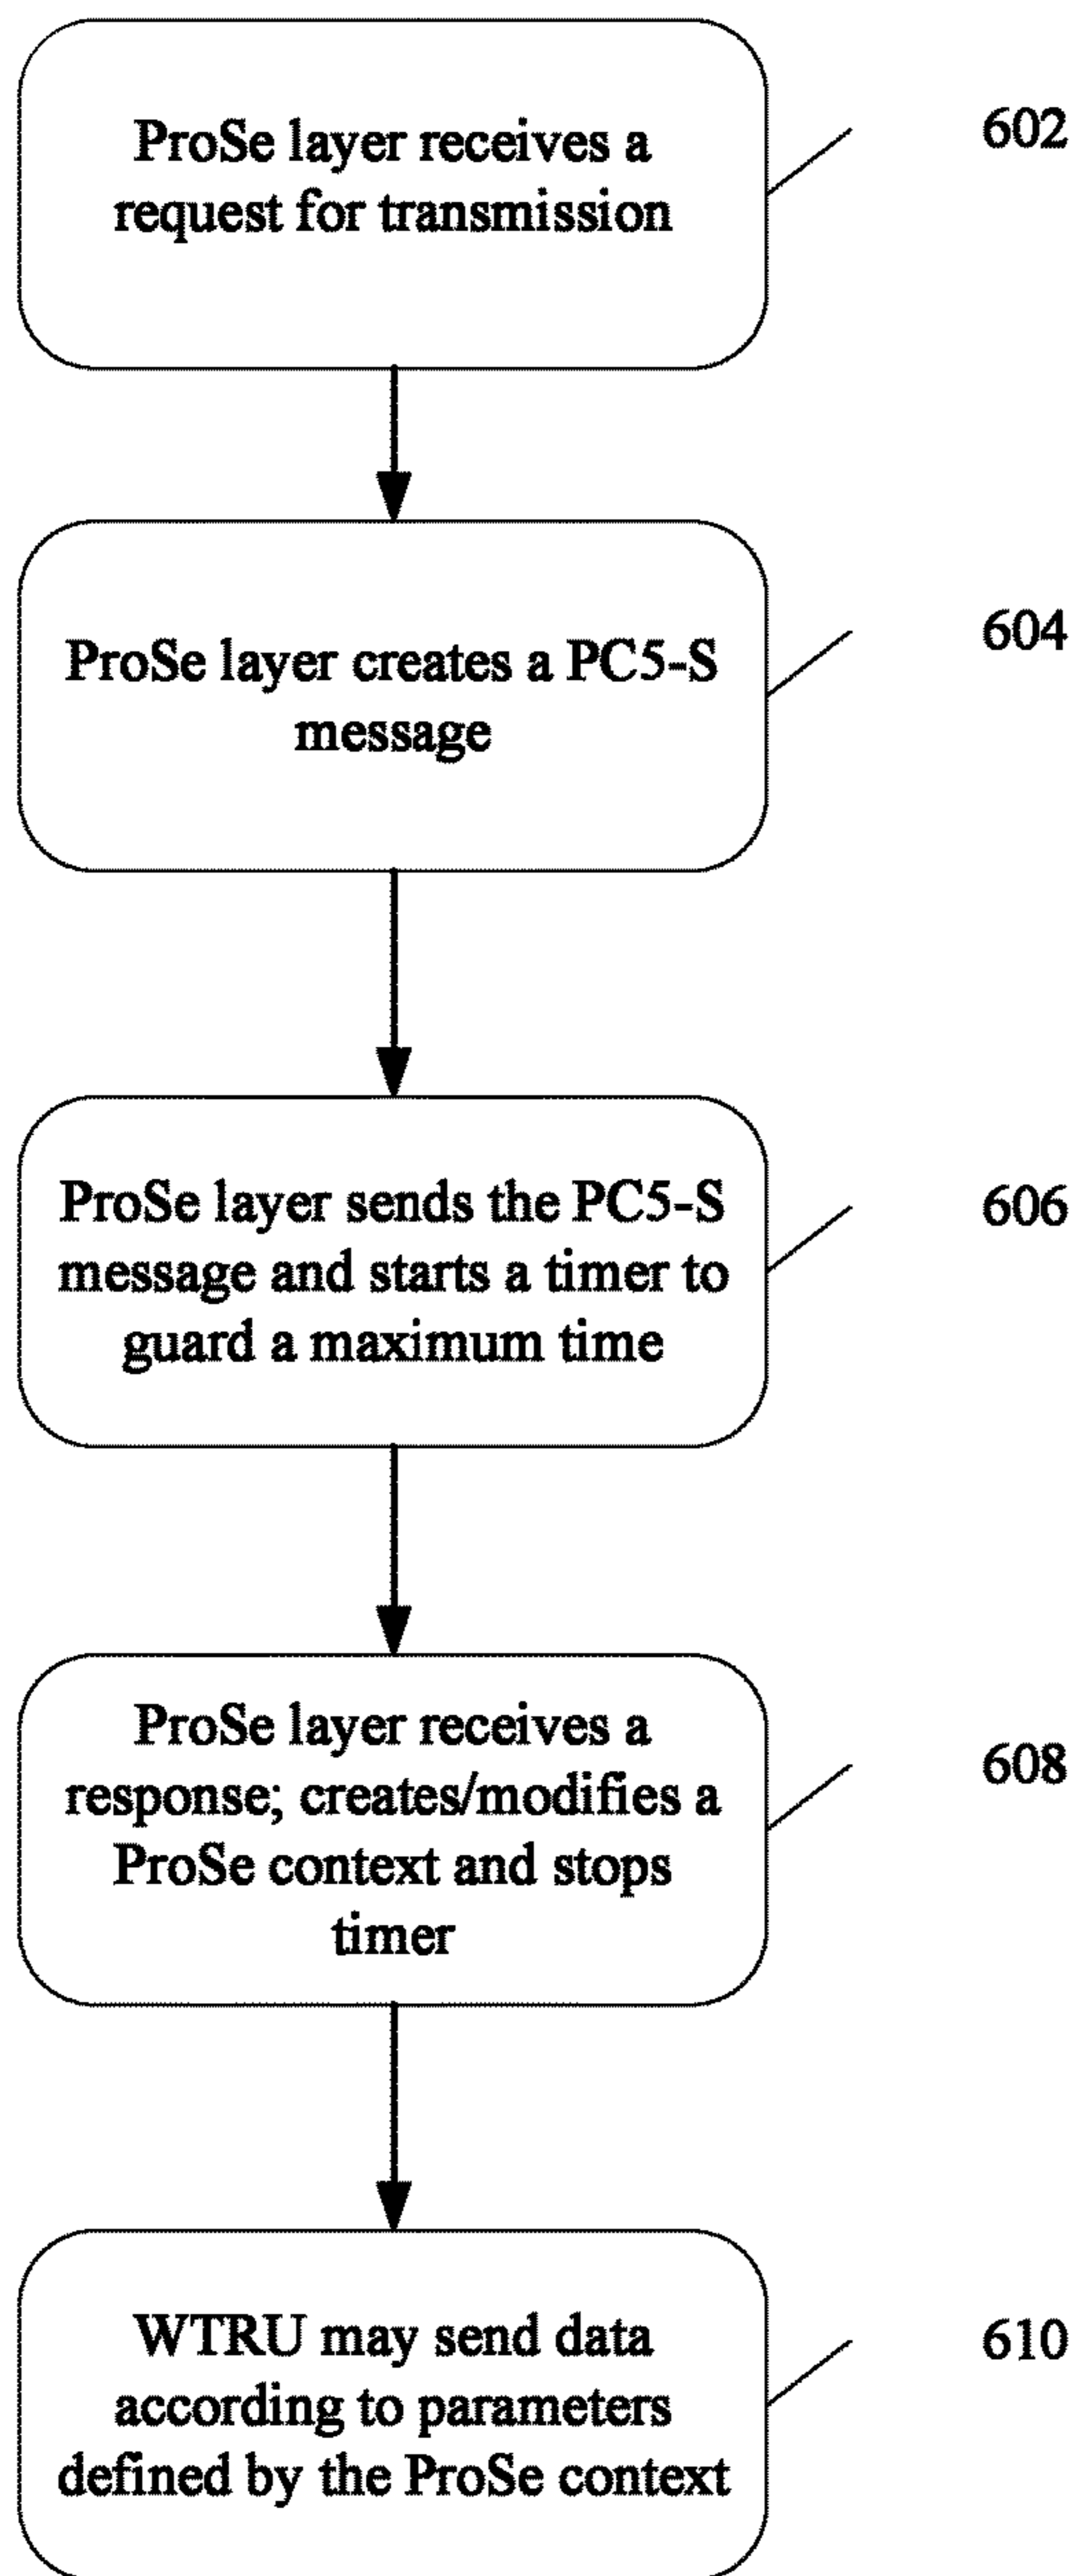 ProSe layer receives a
request for transmission
602
ProSe layer creates a PC5-S
message
604
ProSe layer sends the PC5-S
message and starts a timer to
guard a maximum time
606
ProSe layer receives a
response; creates/modifies a
ProSe context and stops
timer
608
WTRU may send data
according to parameters
defined by the ProSe context
610